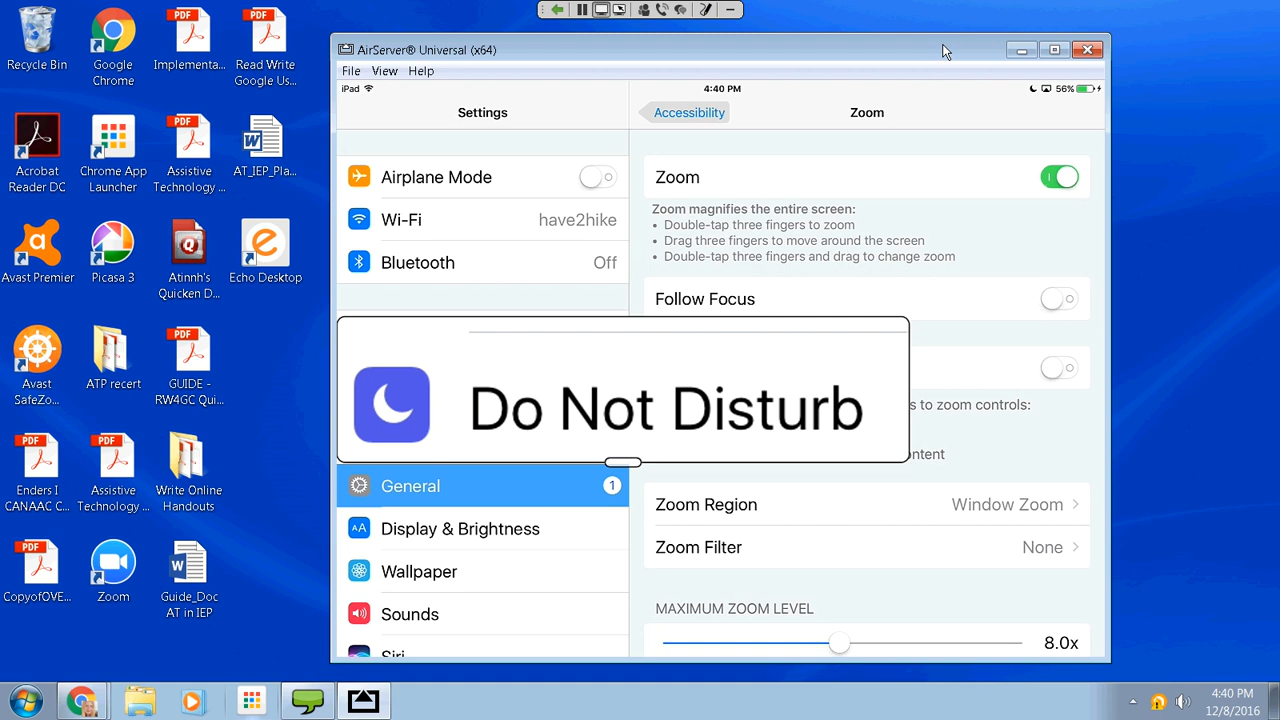 AirServer® Universal (x64)
File View Help
iPad
4:40 PM
56%
Settings
Accessibility
Zoom
Airplane Mode
Wi-Fi
have2hike
Bluetooth
Off
Do Not Disturb
General
1
AA
Display & Brightness
Wallpaper
Sounds
Siri
Zoom
Zoom magnifies the entire screen:
• Double-tap three fingers to zoom
• Drag three fingers to move around the screen
• Double-tap three fingers and drag to change zoom
Follow Focus
s to zoom controls:
ntent
Zoom Region
Window Zoom
Zoom Filter
None
MAXIMUM ZOOM LEVEL
8.0x
Recycle Bin
Google
Chrome
PDF
Implementa...
PDF
Read Write
Google Us...
Acrobat
Reader DC
Chrome App
Launcher
PDF
Assistive
Technology ...
W
AT_IEP_Pla...
a
Avast Premier
Picasa 3
Q
Atinnh's
Quicken D...
e
Echo Desktop
Avast
SafeZo...
ATP recert
PDF
GUIDE -
RW4GC Qui...
PDF
Enders I
CANAAC C...
PDF
Assistive
Technology ...
Write Online
Handouts
PDF
CopyofOVE...
Zoom
W
Guide_Doc
AT in IEP
4:40 PM
12/8/2016